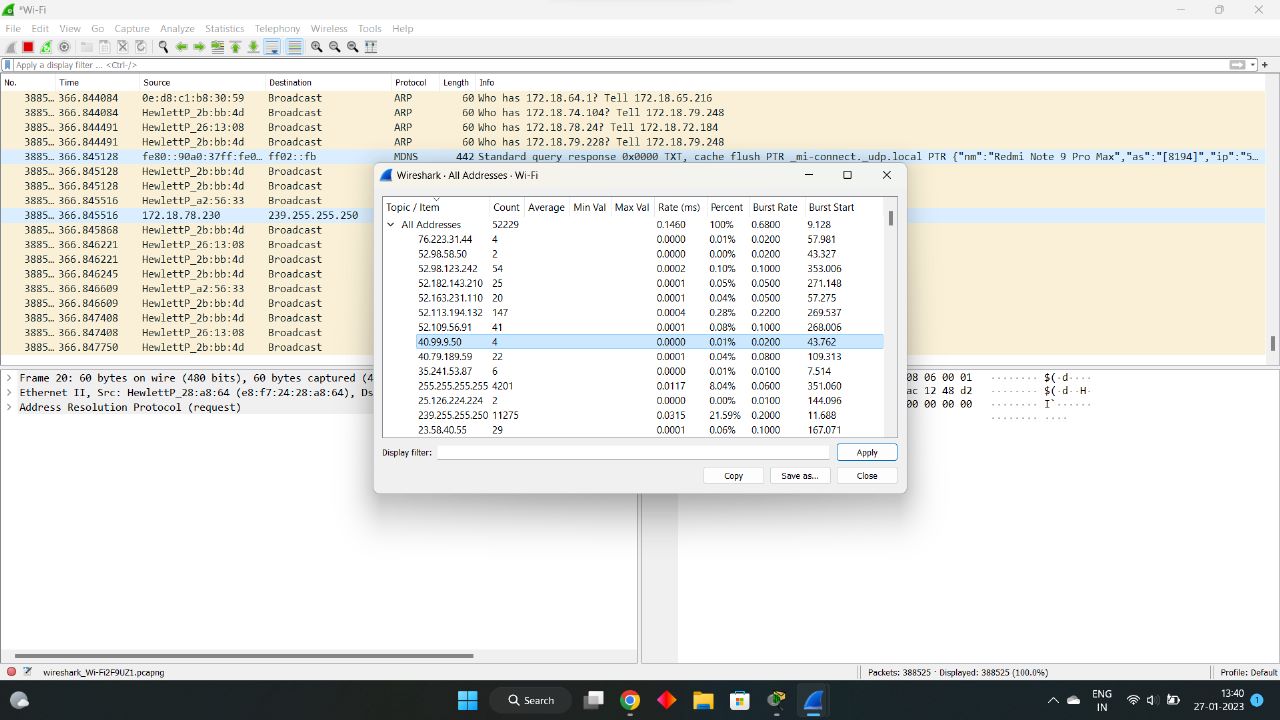 *Wi-Fi
File Edit View Go Capture Analyze Statistics Telephony Wireless Tools Help
Apply a display filter ... <Ctrl-/>
No. Time Source Destination Protocol Length Info
3885… 366.844084 0e:d8:c1:b8:30:59 Broadcast ARP 60 Who has 172.18.64.1? Tell 172.18.65.216
3885… 366.844084 HewlettP_2b:bb:4d Broadcast ARP 60 Who has 172.18.74.104? Tell 172.18.79.248
3885… 366.844491 HewlettP_26:13:08 Broadcast ARP 60 Who has 172.18.78.24? Tell 172.18.72.184
3885… 366.844491 HewlettP_2b:bb:4d Broadcast ARP 60 Who has 172.18.79.228? Tell 172.18.79.248
3885… 366.845128 fe80::90a0:37ff:fe0… ff02::fb MDNS 442 Standard query response 0x0000 TXT, cache flush PTR _mi-connect._udp.local PTR {"nm":"Redmi Note 9 Pro Max","as":"[8194]","ip":"5…
3885… 366.845128 HewlettP_2b:bb:4d Broadcast
3885… 366.845128 HewlettP_2b:bb:4d Broadcast
3885… 366.845516 HewlettP_a2:56:33 Broadcast
3885… 366.845516 172.18.78.230 239.255.255.250
3885… 366.845868 HewlettP_2b:bb:4d Broadcast
3885… 366.846221 HewlettP_26:13:08 Broadcast
3885… 366.846221 HewlettP_2b:bb:4d Broadcast
3885… 366.846245 HewlettP_2b:bb:4d Broadcast
3885… 366.846609 HewlettP_a2:56:33 Broadcast
3885… 366.846609 HewlettP_2b:bb:4d Broadcast
3885… 366.847408 HewlettP_2b:bb:4d Broadcast
3885… 366.847408 HewlettP_26:13:08 Broadcast
3885… 366.847750 HewlettP_2b:bb:4d Broadcast
Wireshark · All Addresses · Wi-Fi
Topic / Item Count Average Min Val Max Val Rate (ms) Percent Burst Rate Burst Start
All Addresses 52229 0.1460 100% 0.6800 9.128
76.223.31.44 4 0.0000 0.01% 0.0200 57.981
52.98.58.50 2 0.0000 0.00% 0.0200 43.327
52.98.123.242 54 0.0002 0.10% 0.1000 353.006
52.182.143.210 25 0.0001 0.05% 0.0500 271.148
52.163.231.110 20 0.0001 0.04% 0.0500 57.275
52.113.194.132 147 0.0004 0.28% 0.2200 269.537
52.109.56.91 41 0.0001 0.08% 0.1000 268.006
40.99.9.50 4 0.0000 0.01% 0.0200 43.762
40.79.189.59 22 0.0001 0.04% 0.0800 109.313
35.241.53.87 6 0.0000 0.01% 0.0100 7.514
255.255.255.255 4201 0.0117 8.04% 0.0600 351.060
25.126.224.224 2 0.0000 0.00% 0.0100 144.096
239.255.255.250 11275 0.0315 21.59% 0.2000 11.688
23.58.40.55 29 0.0001 0.06% 0.1000 167.071
Display filter: Apply
Copy Save as… Close
Frame 20: 60 bytes on wire (480 bits), 60 bytes captured (4
Ethernet II, Src: HewlettP_28:a8:64 (e8:f7:24:28:a8:64), Ds
Address Resolution Protocol (request)
08 06 00 01 ········ $(·d····
ac 12 48 d2 ········ $(·d··H·
00 00 00 00 ········ I`······
········ ····
wireshark_Wi-Fi2F9UZ1.pcapng Packets: 388525 · Displayed: 388525 (100.0%) Profile: Default
Search
ENG
IN
13:40
27-01-2023
1